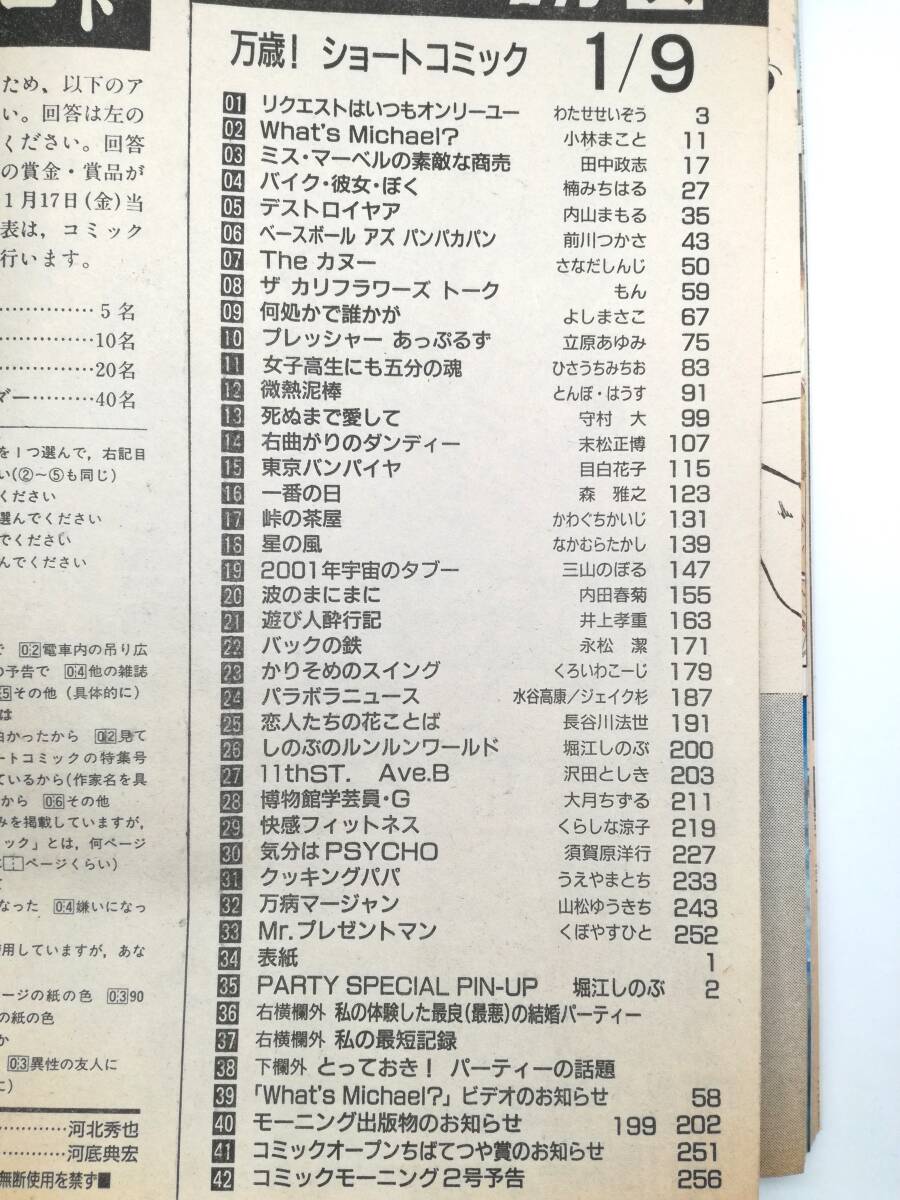 ため、以下のア
い。回答は左の
ください。回答
の賞金・賞品が
1月17日(金)当
表は，コミック
行います。
……………5名
……………10名
……………20名
ダー………40名
を1つ選んで，右記目
い(②〜⑤も同じ)
ください
選んでください
でください
んでください
で 02電車内の吊り広
の予告で 04他の雑誌
5その他（具体的に）
は
白かったから 02見て
ートコミックの特集号
ているから(作家名を具
から 06その他
みを掲載していますが，
ック」とは，何ページ
ページくらい）
なった 04嫌いになっ
用していますが，あな
ージの紙の色 0390
の紙の色
か
03異性の友人に
に）
…………河北秀也
…………河底典宏
無断使用を禁ず■
万歳！ ショートコミック 1/9
01 リクエストはいつもオンリーユー わたせせいぞう 3
02 What's Michael? 小林まこと 11
03 ミス・マーベルの素敵な商売 田中政志 17
04 バイク・彼女・ぼく 楠みちはる 27
05 デストロイヤア 内山まもる 35
06 ベースボール アズ パンパカパン 前川つかさ 43
07 The カヌー さなだしんじ 50
08 ザ カリフラワーズ トーク もん 59
09 何処かで誰かが よしまさこ 67
10 プレッシャー あっぷるず 立原あゆみ 75
11 女子高生にも五分の魂 ひさうちみちお 83
12 微熱泥棒 とんぼ・はうす 91
13 死ぬまで愛して 守村 大 99
14 右曲がりのダンディー 末松正博 107
15 東京バンパイヤ 目白花子 115
16 一番の日 森 雅之 123
17 峠の茶屋 かわぐちかいじ 131
18 星の風 なかむらたかし 139
19 2001年宇宙のタブー 三山のぼる 147
20 波のまにまに 内田春菊 155
21 遊び人酔行記 井上孝重 163
22 バックの鉄 永松 潔 171
23 かりそめのスイング くろいわこーじ 179
24 パラボラニュース 水谷高康／ジェイク杉 187
25 恋人たちの花ことば 長谷川法世 191
26 しのぶのルンルンワールド 堀江しのぶ 200
27 11thST. Ave.B 沢田としき 203
28 博物館学芸員・G 大月ちずる 211
29 快感フィットネス くらしな涼子 219
30 気分はPSYCHO 須賀原洋行 227
31 クッキングパパ うえやまとち 233
32 万病マージャン 山松ゆうきち 243
33 Mr.プレゼントマン くぼやすひと 252
34 表紙 1
35 PARTY SPECIAL PIN-UP 堀江しのぶ 2
36 右横欄外 私の体験した最良(最悪)の結婚パーティー
37 右横欄外 私の最短記録
38 下欄外 とっておき！ パーティーの話題
39 「What's Michael?」ビデオのお知らせ 58
40 モーニング出版物のお知らせ 199 202
41 コミックオープンちばてつや賞のお知らせ 251
42 コミックモーニング2号予告 256